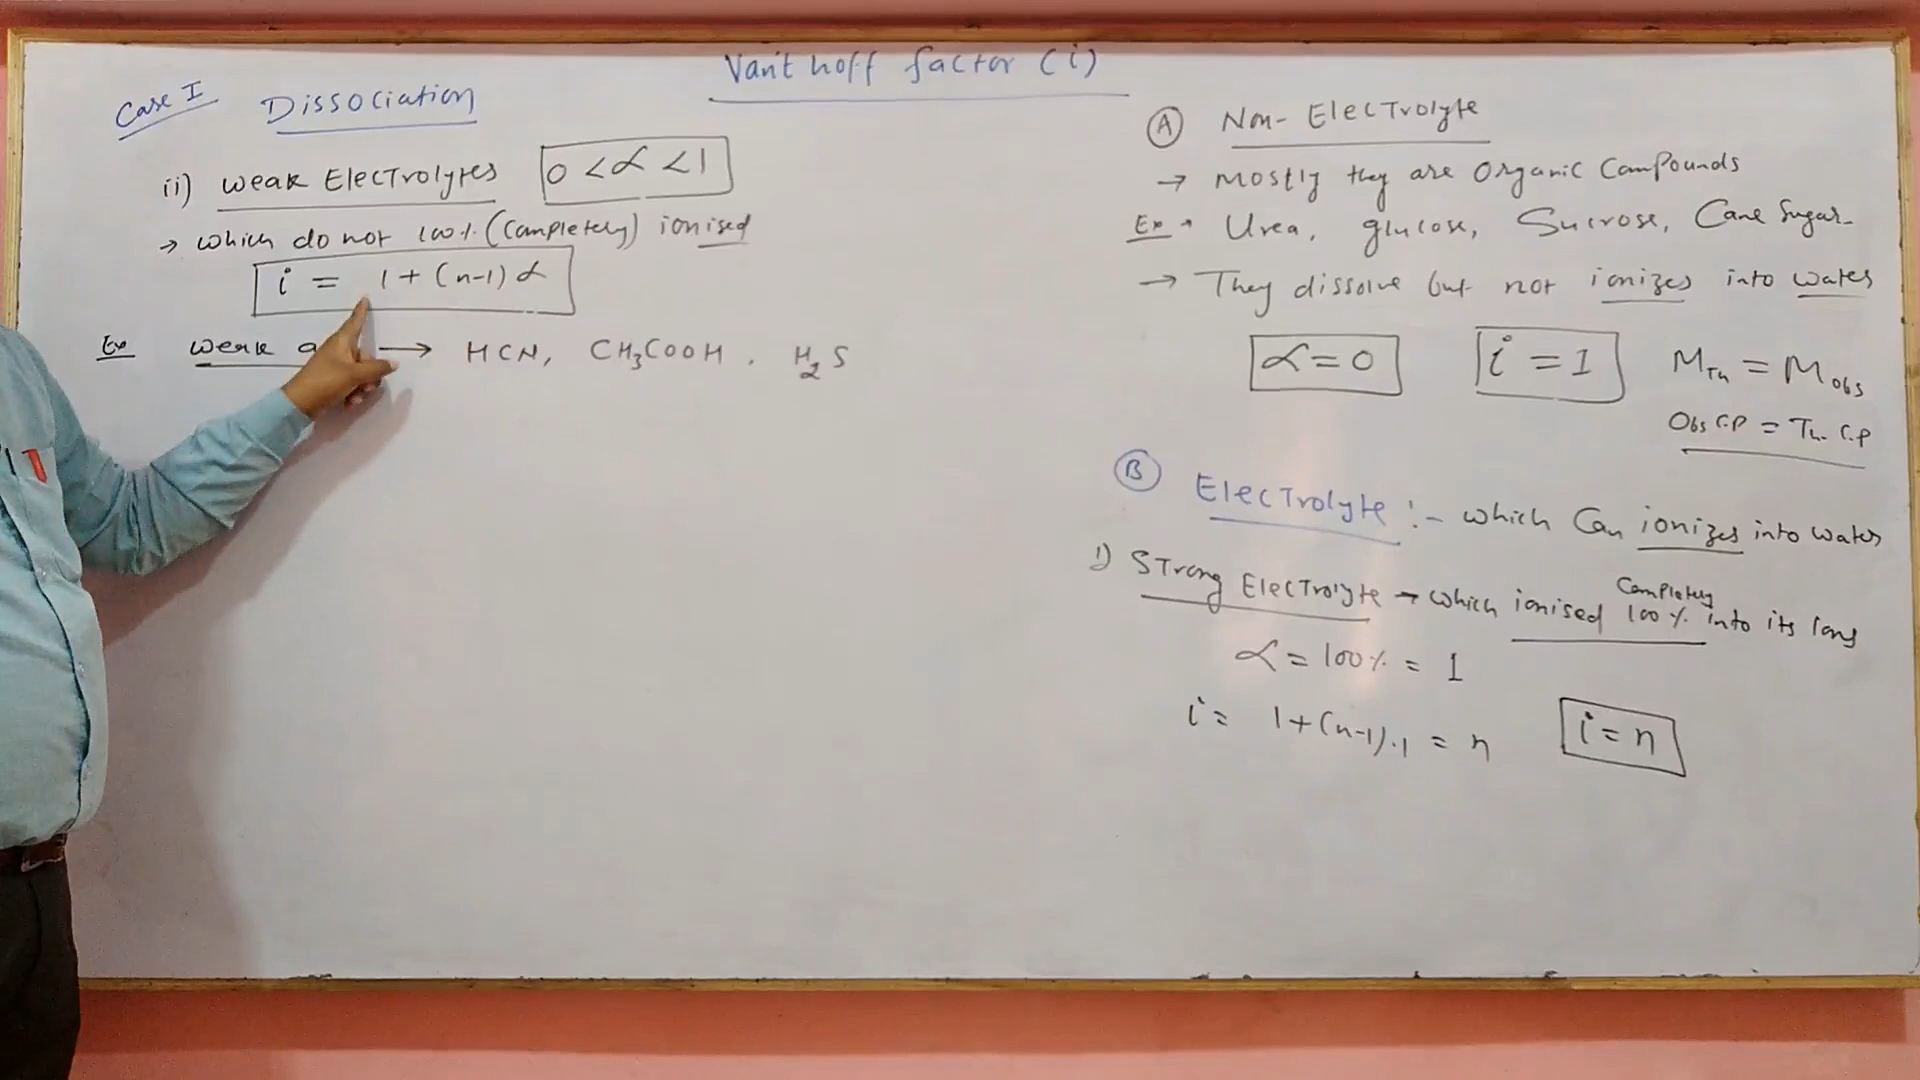 Van't hoff factor (i)
Case I Dissociation
ii) weak Electrolytes 0 < α < 1
→ which do not 100% (Completely) ionised
i = 1 + (n-1) α
Ex weak → HCN, CH₃COOH, H₂S
A Non-Electrolyte
→ Mostly they are Organic Compounds
Ex - Urea, glucose, Sucrose, Cane Sugar-
→ They dissolve but not ionizes into water
α = 0 i = 1 M_Th = M_Obs
Obs C.P = Th. C.P
B Electrolyte :- which Can ionizes into water
1) Strong Electrolyte → which ionised Completely 100% into its ions
α = 100% = 1
i = 1 + (n-1).1 = n i = n